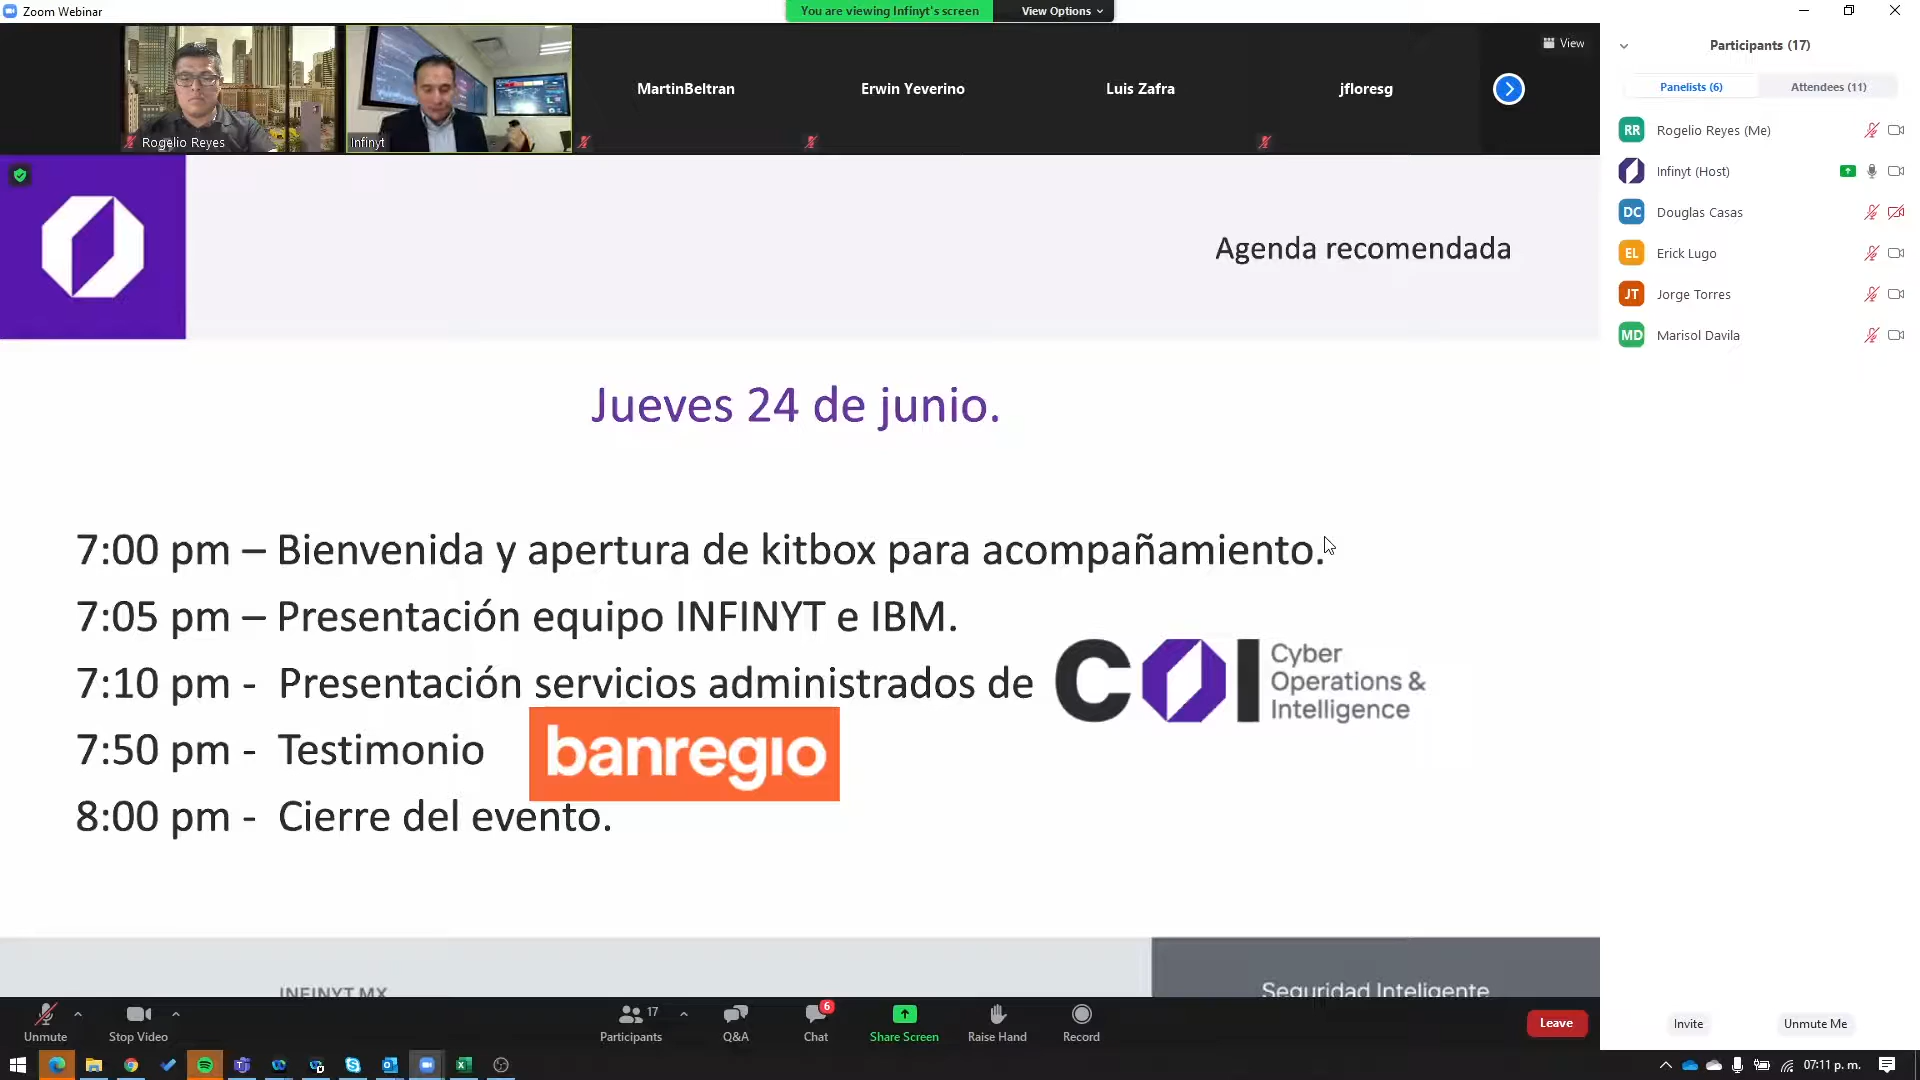 Zoom Webinar
You are viewing Infinyt's screen
View Options
View
Rogelio Reyes
Infinyt
MartinBeltran
Erwin Yeverino
Luis Zafra
jfloresg
Participants (17)
Panelists (6)
Attendees (11)
RR Rogelio Reyes (Me)
Infinyt (Host)
DC Douglas Casas
EL Erick Lugo
JT Jorge Torres
MD Marisol Davila
Agenda recomendada
Jueves 24 de junio.
7:00 pm – Bienvenida y apertura de kitbox para acompañamiento.
7:05 pm – Presentación equipo INFINYT e IBM.
7:10 pm - Presentación servicios administrados de
COI
Cyber
Operations &
Intelligence
7:50 pm - Testimonio
banregio
8:00 pm - Cierre del evento.
INFINYT MX
Seguridad Inteligente
Unmute
Stop Video
17
Participants
Q&A
6
Chat
Share Screen
Raise Hand
Record
Leave
Invite
Unmute Me
07:11 p. m.